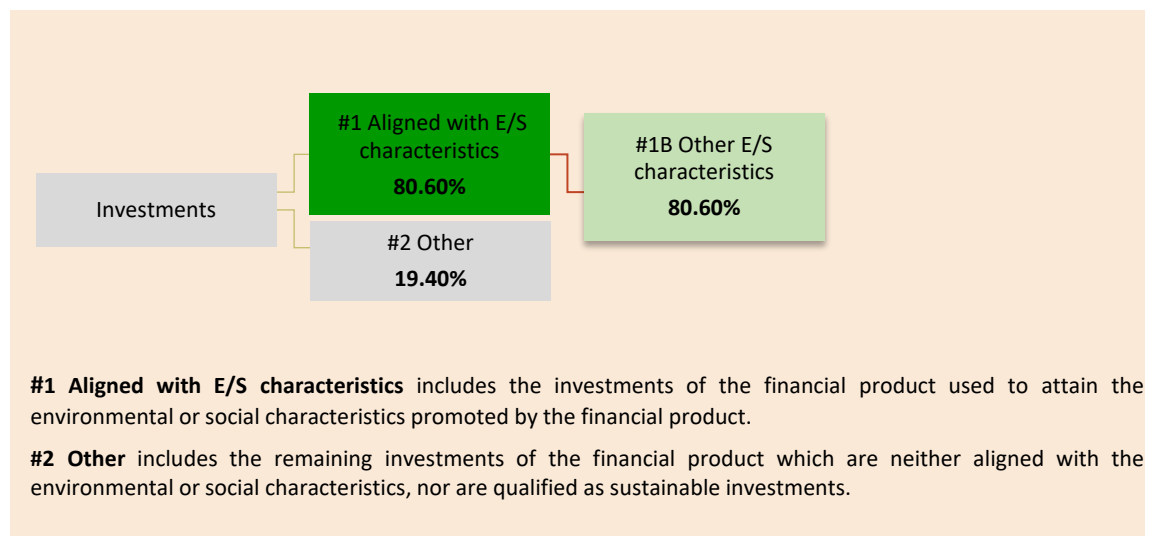 Investments
#1 Aligned with E/S
characteristics
80.60%
#2 Other
19.40%
#1B Other E/S
characteristics
80.60%
#1 Aligned with E/S characteristics includes the investments of the financial product used to attain the
environmental or social characteristics promoted by the financial product.
#2 Other includes the remaining investments of the financial product which are neither aligned with the
environmental or social characteristics, nor are qualified as sustainable investments.